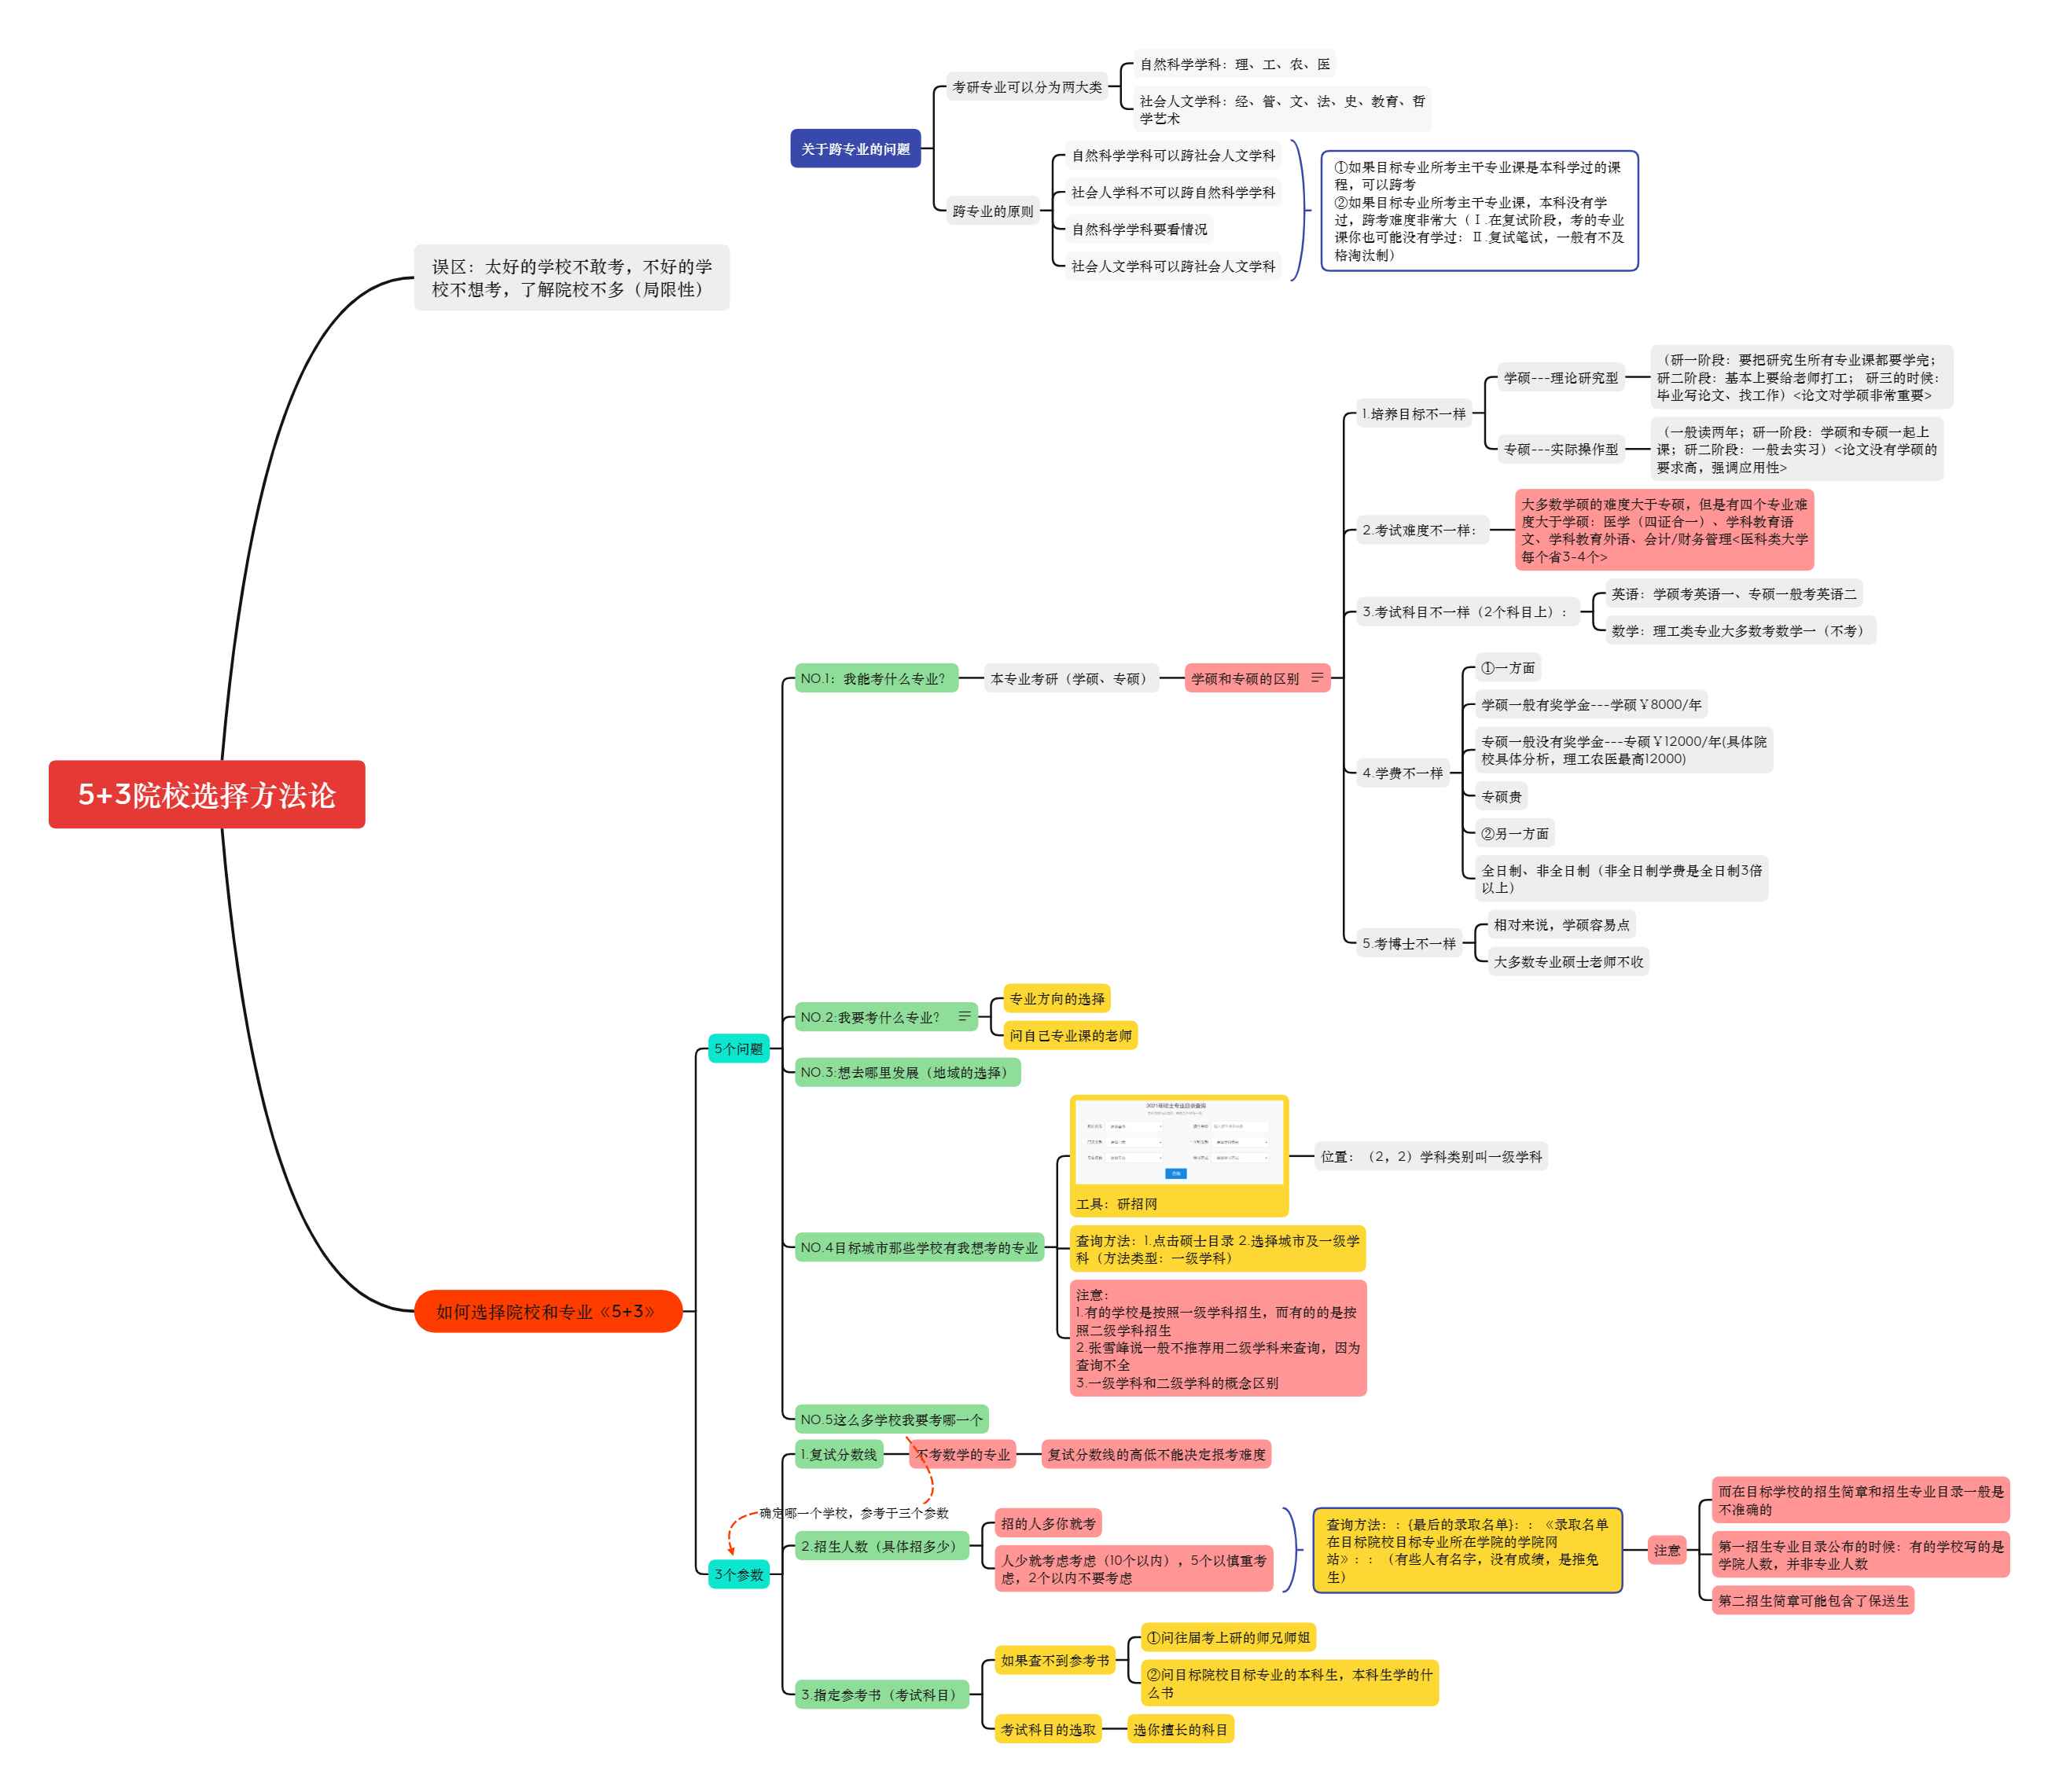 关于跨专业的问题
考研专业可以分为两大类
自然科学学科：理、工、农、医
社会人文学科：经、管、文、法、史、教育、哲
学艺术
跨专业的原则
自然科学学科可以跨社会人文学科
社会人学科不可以跨自然科学学科
自然科学学科要看情况
社会人文学科可以跨社会人文学科
①如果目标专业所考主干专业课是本科学过的课
程，可以跨考
②如果目标专业所考主干专业课，本科没有学
过，跨考难度非常大（Ⅰ.在复试阶段，考的专业
课你也可能没有学过：Ⅱ.复试笔试，一般有不及
格淘汰制）
误区：太好的学校不敢考，不好的学
校不想考，了解院校不多（局限性）
5+3院校选择方法论
如何选择院校和专业《5+3》
5个问题
NO.1：我能考什么专业？
本专业考研（学硕、专硕）
学硕和专硕的区别
1.培养目标不一样
学硕---理论研究型
（研一阶段：要把研究生所有专业课都要学完；
研二阶段：基本上要给老师打工； 研三的时候：
毕业写论文、找工作）<论文对学硕非常重要>
专硕---实际操作型
（一般读两年；研一阶段：学硕和专硕一起上
课；研二阶段：一般去实习）<论文没有学硕的
要求高，强调应用性>
2.考试难度不一样：
大多数学硕的难度大于专硕，但是有四个专业难
度大于学硕：医学（四证合一）、学科教育语
文、学科教育外语、会计/财务管理<医科类大学
每个省3-4个>
3.考试科目不一样（2个科目上）：
英语：学硕考英语一、专硕一般考英语二
数学：理工类专业大多数考数学一（不考）
4.学费不一样
①一方面
学硕一般有奖学金---学硕￥8000/年
专硕一般没有奖学金---专硕￥12000/年(具体院
校具体分析，理工农医最高12000)
专硕贵
②另一方面
全日制、非全日制（非全日制学费是全日制3倍
以上）
5.考博士不一样
相对来说，学硕容易点
大多数专业硕士老师不收
NO.2:我要考什么专业？
专业方向的选择
问自己专业课的老师
NO.3:想去哪里发展（地域的选择）
NO.4目标城市那些学校有我想考的专业
2021年硕士专业目录查询
工具：研招网
位置：（2，2）学科类别叫一级学科
查询方法：1.点击硕士目录 2.选择城市及一级学
科（方法类型：一级学科）
注意：
1.有的学校是按照一级学科招生，而有的的是按
照二级学科招生
2.张雪峰说一般不推荐用二级学科来查询，因为
查询不全
3.一级学科和二级学科的概念区别
NO.5这么多学校我要考哪一个
确定哪一个学校，参考于三个参数
3个参数
1.复试分数线
不考数学的专业
复试分数线的高低不能决定报考难度
2.招生人数（具体招多少）
招的人多你就考
人少就考虑考虑（10个以内），5个以慎重考
虑，2个以内不要考虑
查询方法：：{最后的录取名单}：：《录取名单
在目标院校目标专业所在学院的学院网
站》：：（有些人有名字，没有成绩，是推免
生）
注意
而在目标学校的招生简章和招生专业目录一般是
不准确的
第一招生专业目录公布的时候：有的学校写的是
学院人数，并非专业人数
第二招生简章可能包含了保送生
3.指定参考书（考试科目）
如果查不到参考书
①问往届考上研的师兄师姐
②问目标院校目标专业的本科生，本科生学的什
么书
考试科目的选取
选你擅长的科目